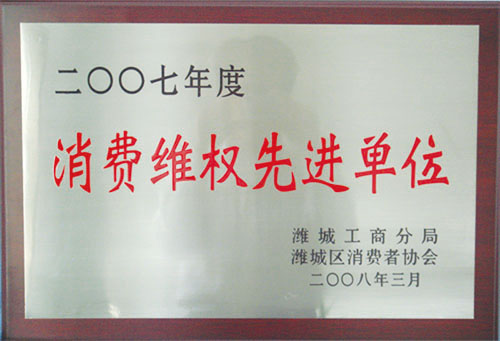 二〇〇七年度
消费维权先进单位
潍城工商分局
潍城区消费者协会
二〇〇八年三月